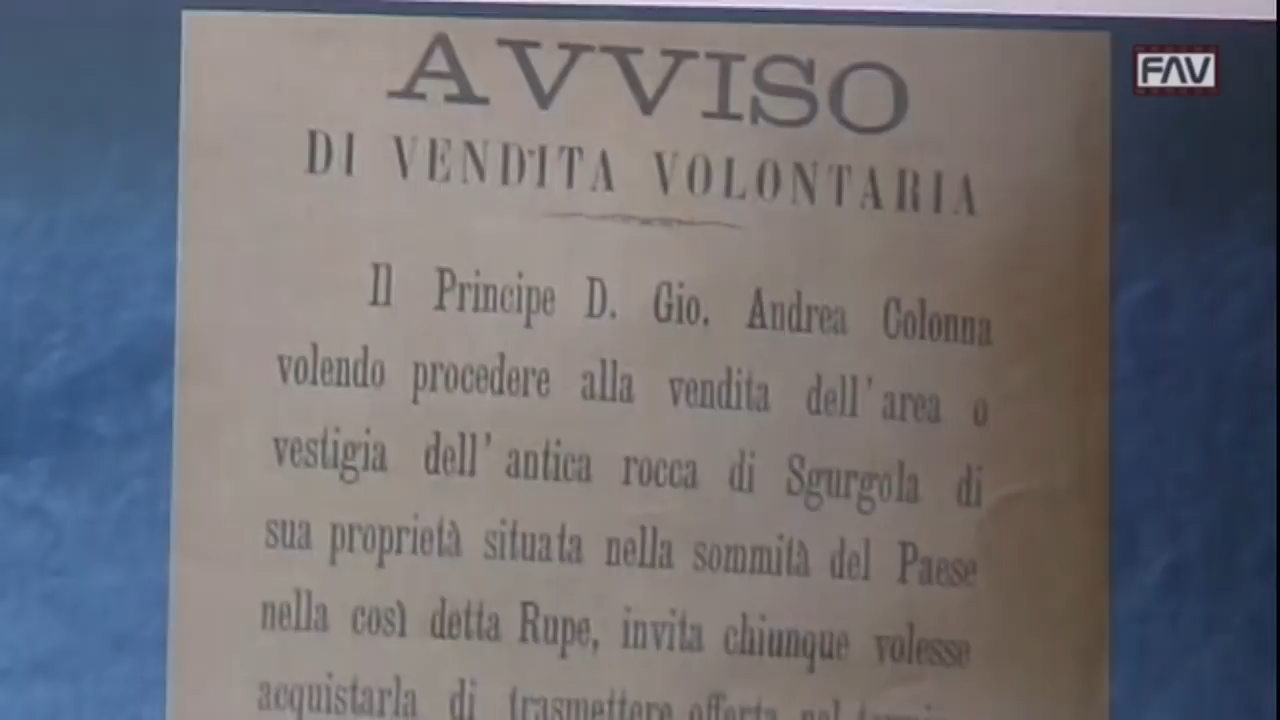 AVVISO
DI VENDITA VOLONTARIA
Il Principe D. Gio. Andrea Colonna
volendo procedere alla vendita dell' area o
vestigia dell' antica rocca di Sgurgola di
sua proprietà situata nella sommità del Paese
nella così detta Rupe, invita chiunque volesse
acquistarla di trasmettere offerta nel
FAV